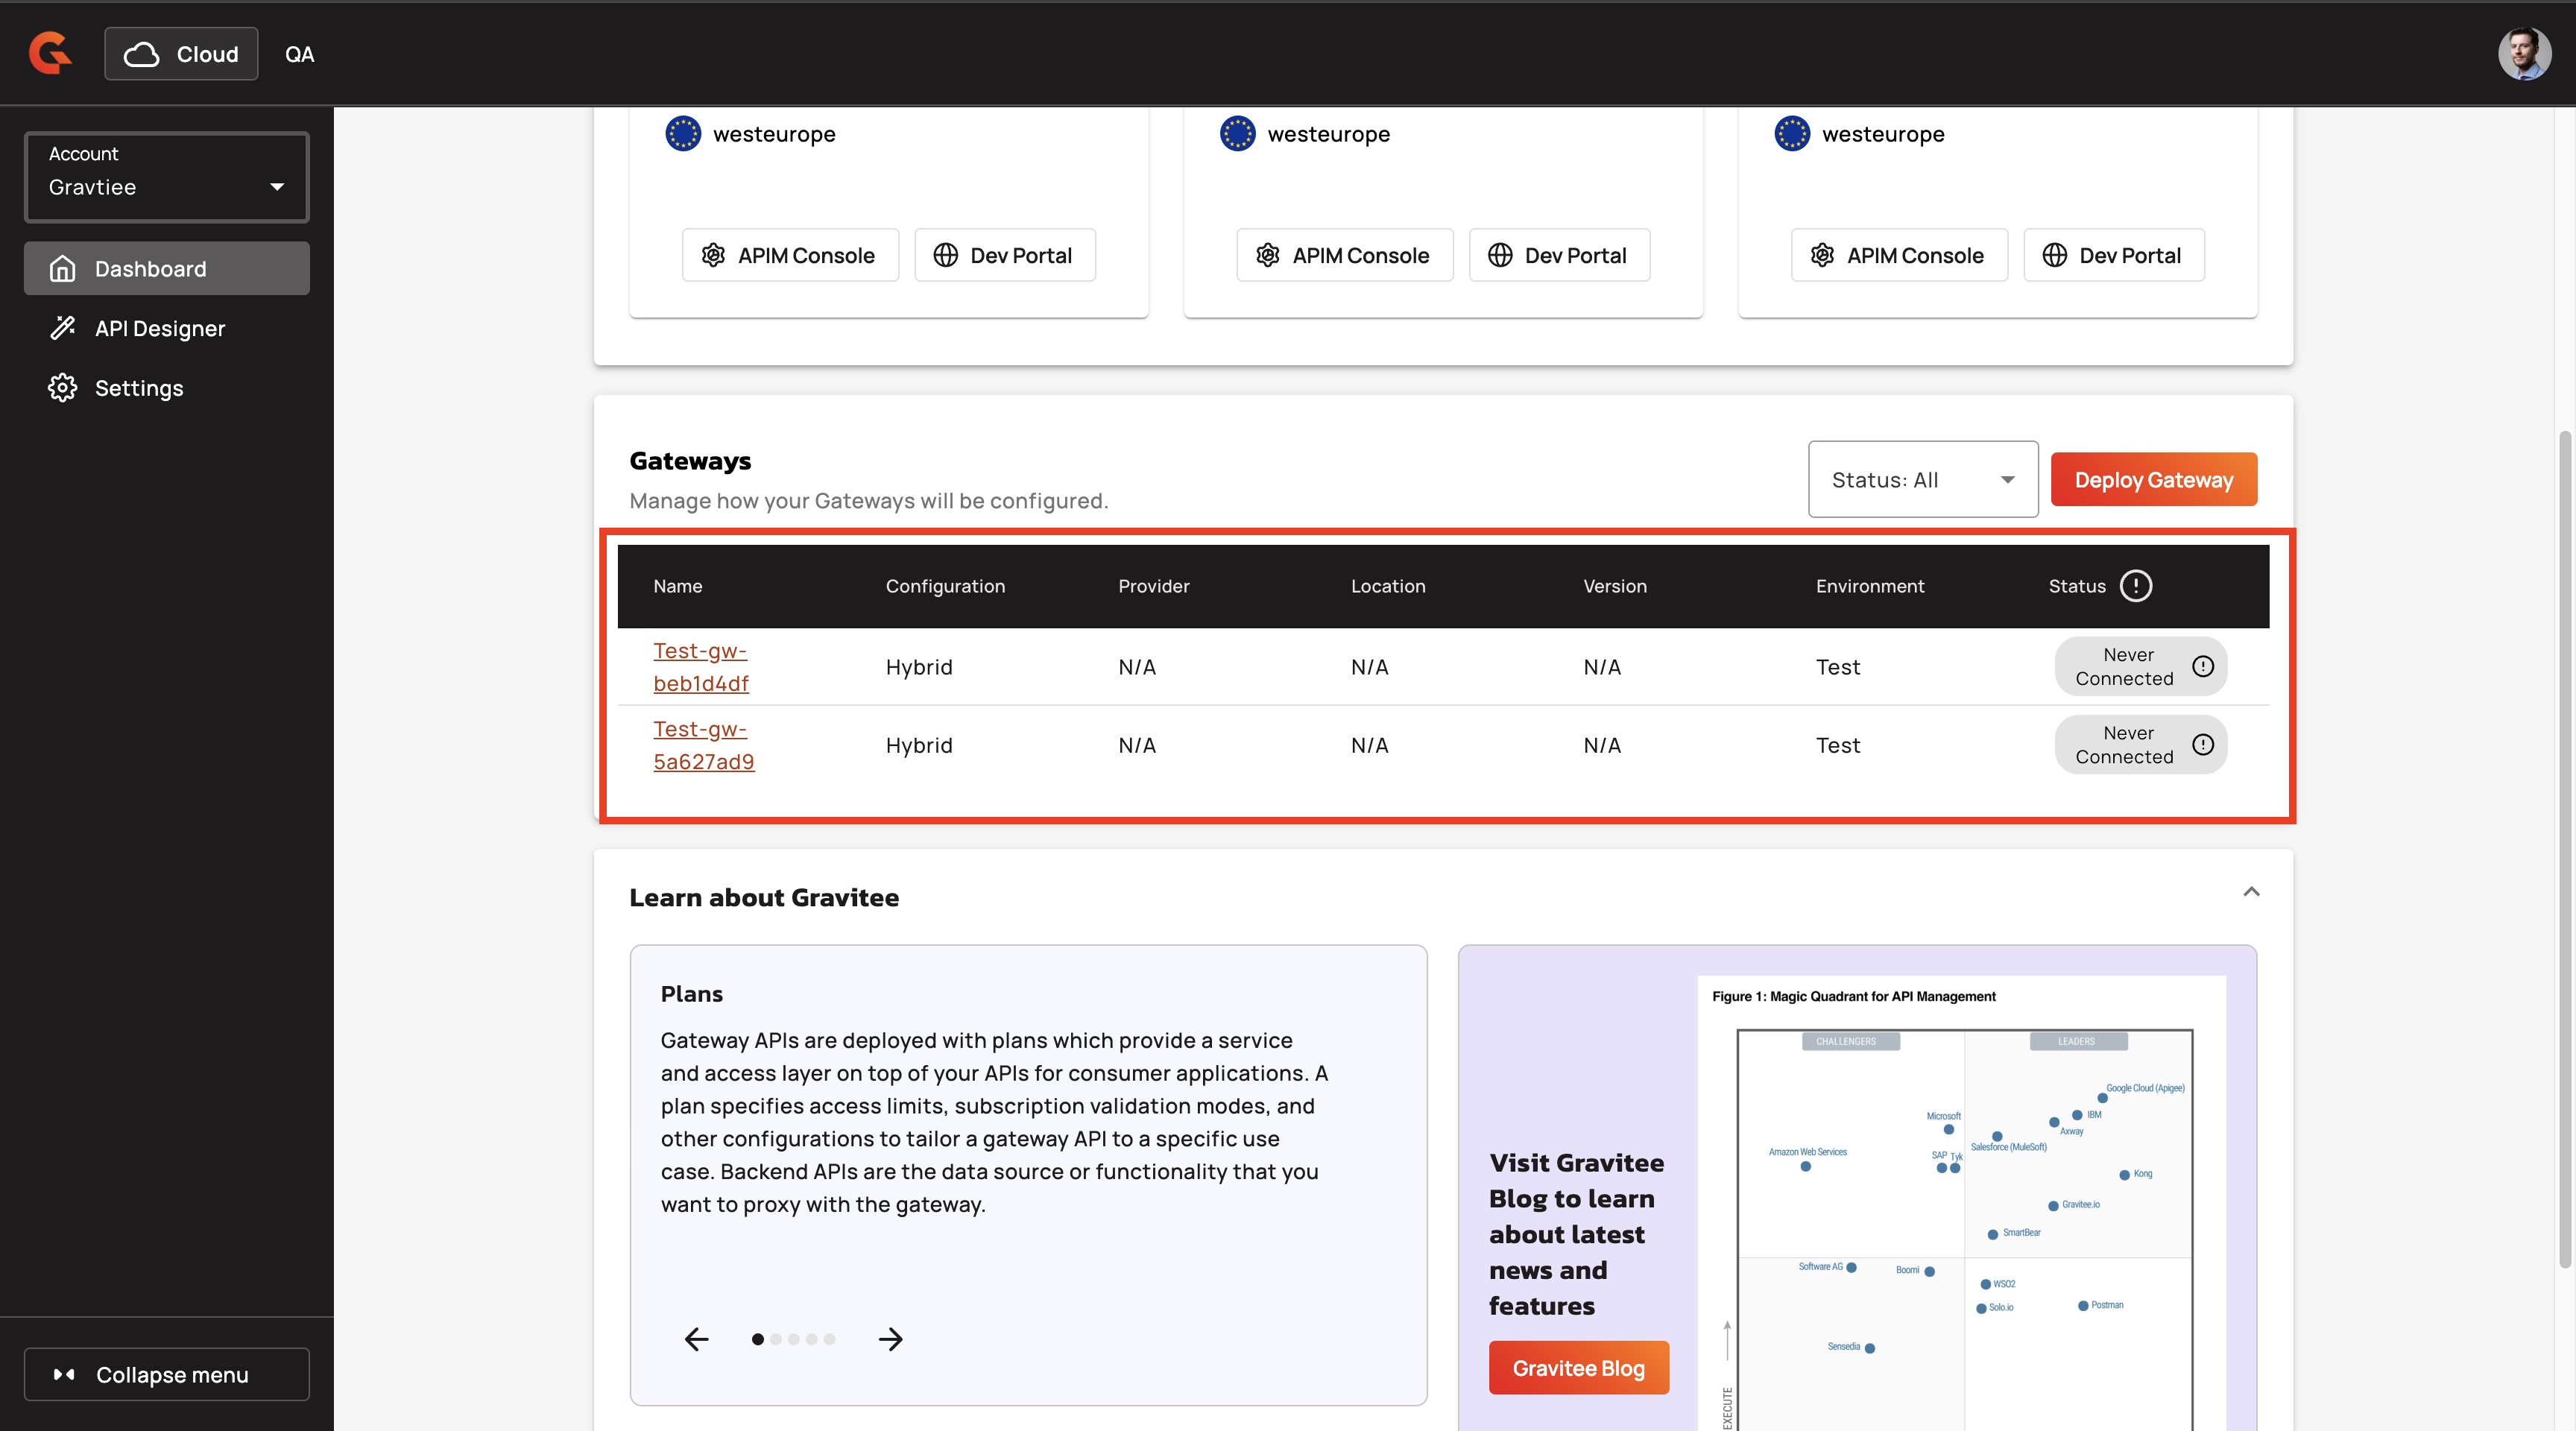 Cloud
QA
Account
Gravtiee
Dashboard
API Designer
Settings
Collapse menu
westeurope
westeurope
westeurope
APIM Console
Dev Portal
APIM Console
Dev Portal
APIM Console
Dev Portal
Gateways
Manage how your Gateways will be configured.
Status: All
Deploy Gateway
Name
Configuration
Provider
Location
Version
Environment
Status
Test-gw-
beb1d4df
Hybrid
N/A
N/A
N/A
Test
Never
Connected
Test-gw-
5a627ad9
Hybrid
N/A
N/A
N/A
Test
Never
Connected
Learn about Gravitee
Plans
Gateway APIs are deployed with plans which provide a service
and access layer on top of your APIs for consumer applications. A
plan specifies access limits, subscription validation modes, and
other configurations to tailor a gateway API to a specific use
case. Backend APIs are the data source or functionality that you
want to proxy with the gateway.
Visit Gravitee
Blog to learn
about latest
news and
features
Gravitee Blog
Figure 1: Magic Quadrant for API Management
CHALLENGERS
LEADERS
Google Cloud (Apigee)
Microsoft
IBM
Axway
Salesforce (MuleSoft)
Amazon Web Services
SAP
Tyk
Kong
Gravitee.io
SmartBear
Software AG
Boomi
WSO2
Solo.io
Postman
Sensedia
EXECUTE